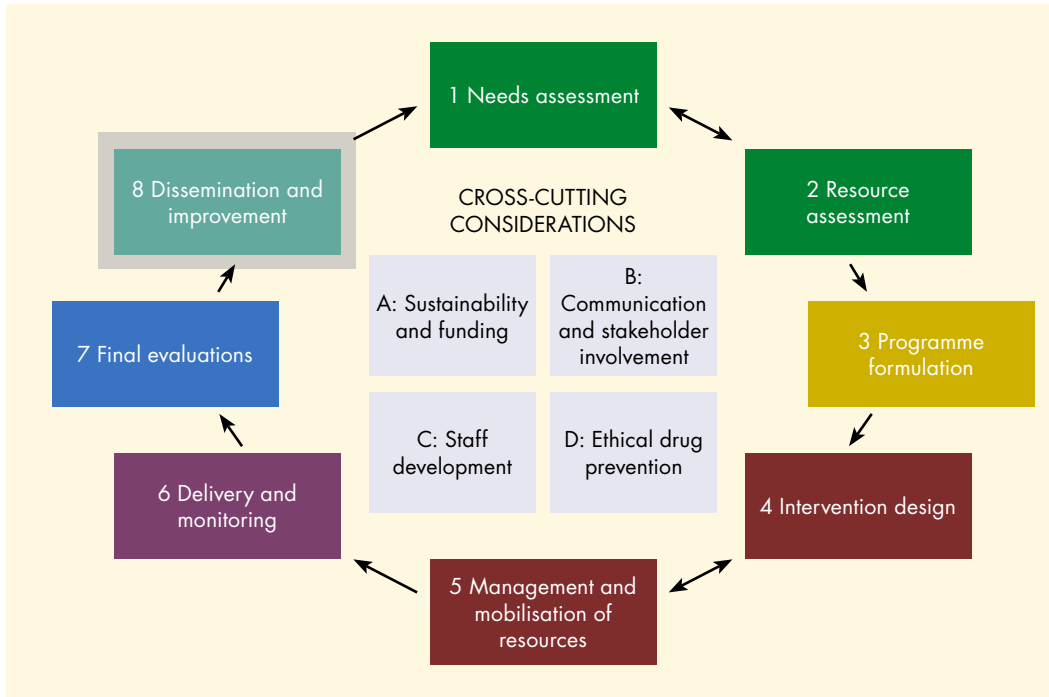 1 Needs assessment
2 Resource
assessment
3 Programme
formulation
4 Intervention design
5 Management and
mobilisation of
resources
6 Delivery and
monitoring
7 Final evaluations
8 Dissemination and
improvement
CROSS-CUTTING
CONSIDERATIONS
A: Sustainability
and funding
B:
Communication
and stakeholder
involvement
C: Staff
development
D: Ethical drug
prevention